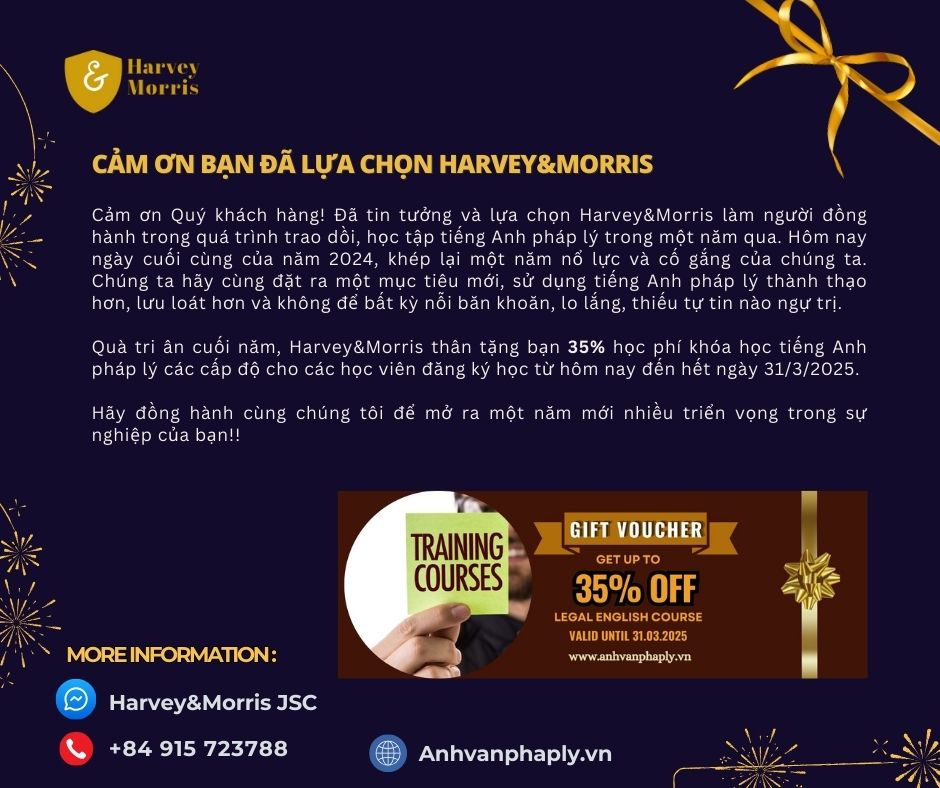 &
Harvey
Morris
CẢM ƠN BẠN ĐÃ LỰA CHỌN HARVEY&MORRIS
Cảm ơn Quý khách hàng! Đã tin tưởng và lựa chọn Harvey&Morris làm người đồng
hành trong quá trình trao dồi, học tập tiếng Anh pháp lý trong một năm qua. Hôm nay
ngày cuối cùng của năm 2024, khép lại một năm nổ lực và cố gắng của chúng ta.
Chúng ta hãy cùng đặt ra một mục tiêu mới, sử dụng tiếng Anh pháp lý thành thạo
hơn, lưu loát hơn và không để bất kỳ nỗi băn khoăn, lo lắng, thiếu tự tin nào ngự trị.
Quà tri ân cuối năm, Harvey&Morris thân tặng bạn 35% học phí khóa học tiếng Anh
pháp lý các cấp độ cho các học viên đăng ký học từ hôm nay đến hết ngày 31/3/2025.
Hãy đồng hành cùng chúng tôi để mở ra một năm mới nhiều triển vọng trong sự
nghiệp của bạn!!
TRAINING
COURSES
GIFT VOUCHER
GET UP TO
35% OFF
LEGAL ENGLISH COURSE
VALID UNTIL 31.03.2025
www.anhvanphaply.vn
MORE INFORMATION :
Harvey&Morris JSC
+84 915 723788
Anhvanphaply.vn